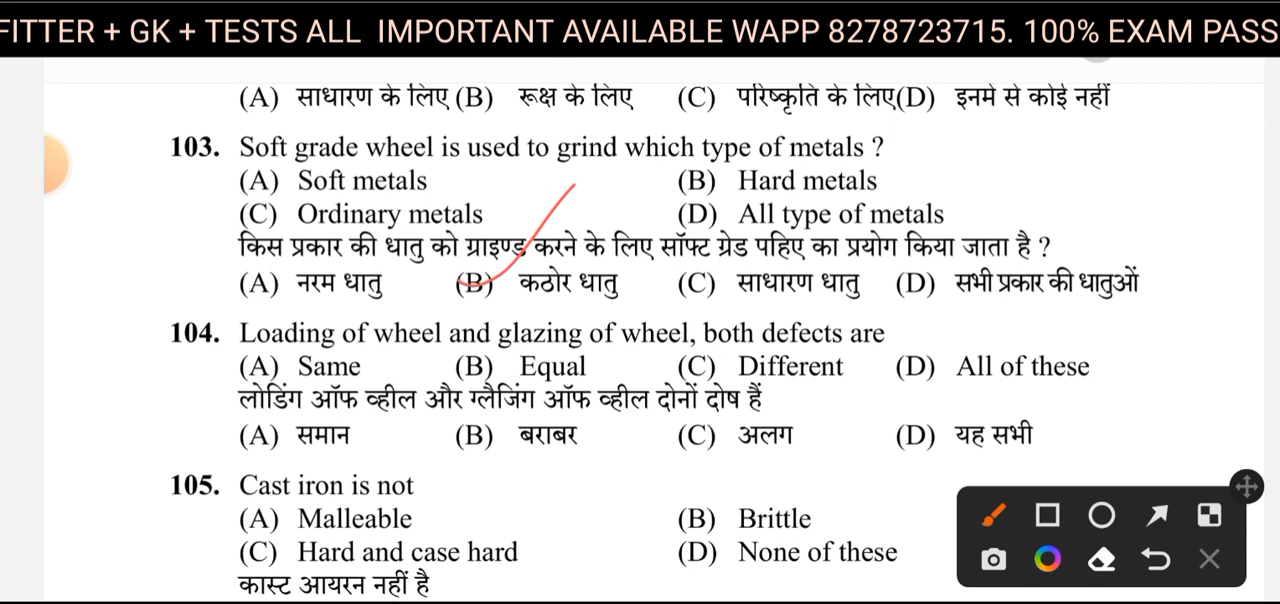 FITTER + GK + TESTS ALL IMPORTANT AVAILABLE WAPP 8278723715. 100% EXAM PASS
(A) साधारण के लिए (B) रूक्ष के लिए (C) परिष्कृति के लिए(D) इनमे से कोई नहीं
103. Soft grade wheel is used to grind which type of metals ?
(A) Soft metals (B) Hard metals
(C) Ordinary metals (D) All type of metals
किस प्रकार की धातु को ग्राइण्ड करने के लिए सॉफ्ट ग्रेड पहिए का प्रयोग किया जाता है ?
(A) नरम धातु (B) कठोर धातु (C) साधारण धातु (D) सभी प्रकार की धातुओं
104. Loading of wheel and glazing of wheel, both defects are
(A) Same (B) Equal (C) Different (D) All of these
लोडिंग ऑफ व्हील और ग्लैजिंग ऑफ व्हील दोनों दोष हैं
(A) समान (B) बराबर (C) अलग (D) यह सभी
105. Cast iron is not
(A) Malleable (B) Brittle
(C) Hard and case hard (D) None of these
कास्ट आयरन नहीं है